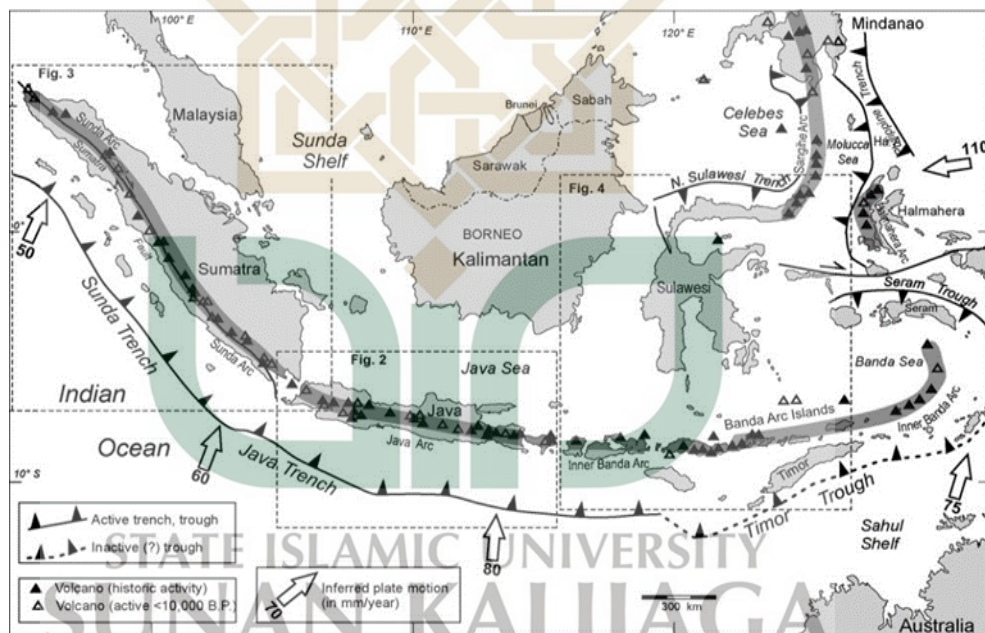 100° E
110° E
120° E
Mindanao
Fig. 3
Malaysia
Sunda
Shelf
Brunei
Sabah
Sarawak
Celebes
Sea
Sangihe Arc
Molucca
Sea
Ha
Trench
Philippine
110
Sunda Arc
Sumatra
Fault
0°
50
N. Sulawesi Trench
Fig. 4
Halmahera
Halmahera Arc
BORNEO
Kalimantan
Sumatra
Sulawesi
Seram Trough
Seram
Sunda Trench
Sunda Arc
Fig. 2
Java Sea
Banda Sea
Indian
Ocean
Java
Java Arc
Banda Arc Islands
Inner Banda Arc
Inner Banda Arc
60
Java Trench
10° S
Timor
Timor Trough
75
80
Sahul
Shelf
Active trench, trough
Inactive (?) trough
STATE ISLAMIC UNIVERSITY
SUNAN KALIJAGA
Volcano (historic activity)
Volcano (active <10,000 B.P.)
70
Inferred plate motion
(in mm/year)
300 km
Australia